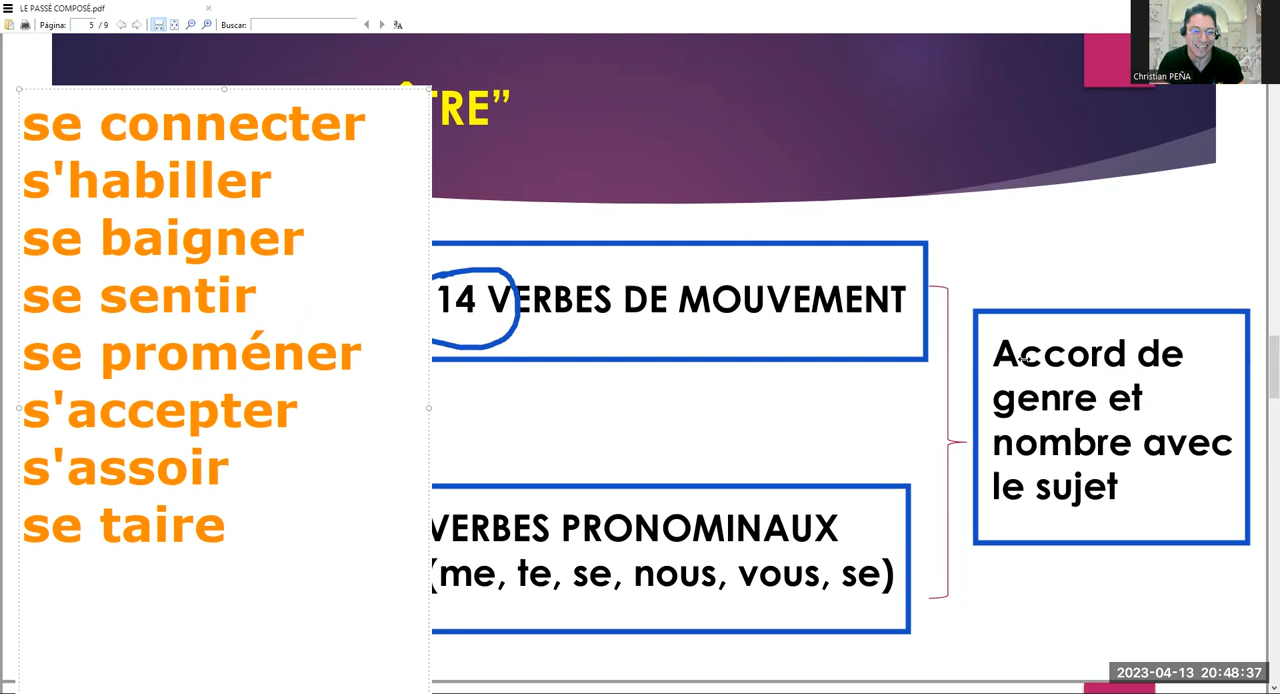 LE PASSÉ COMPOSÉ.pdf
Página: 5 / 9 Buscar:
Christian PEÑA
ÊTRE”
se connecter
s'habiller
se baigner
se sentir
se proméner
s'accepter
s'assoir
se taire
14 VERBES DE MOUVEMENT
VERBES PRONOMINAUX
(me, te, se, nous, vous, se)
Accord de
genre et
nombre avec
le sujet
2023-04-13 20:48:37